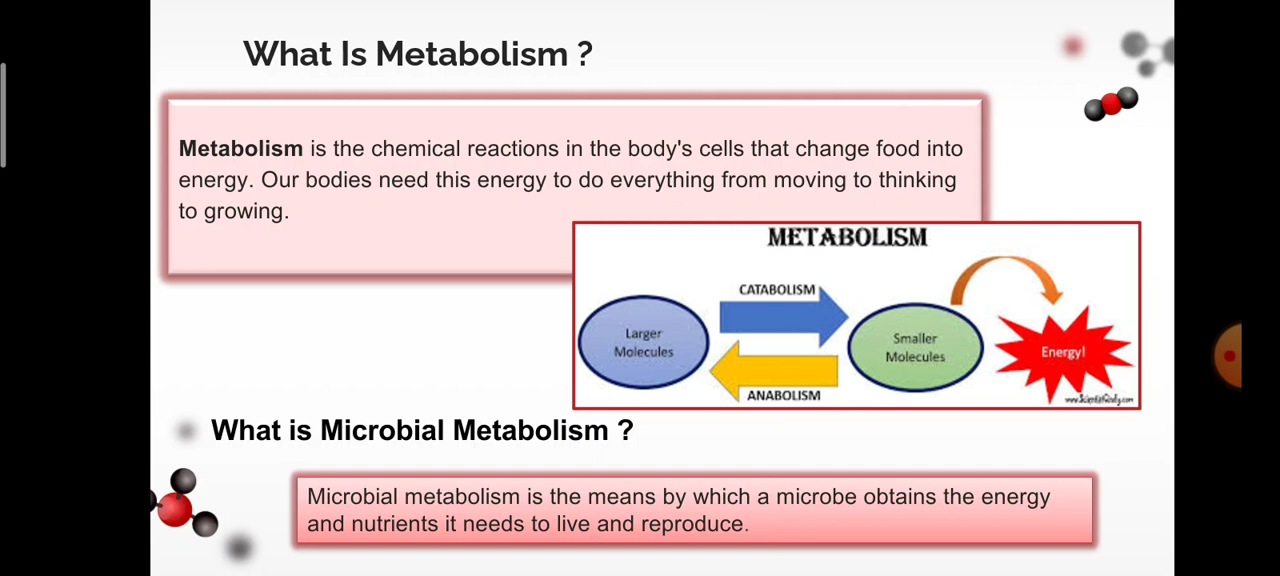 What Is Metabolism ?
Metabolism is the chemical reactions in the body's cells that change food into
energy. Our bodies need this energy to do everything from moving to thinking
to growing.
METABOLISM
CATABOLISM
Larger
Molecules
Smaller
Molecules
Energy!
ANABOLISM
What is Microbial Metabolism ?
Microbial metabolism is the means by which a microbe obtains the energy
and nutrients it needs to live and reproduce.